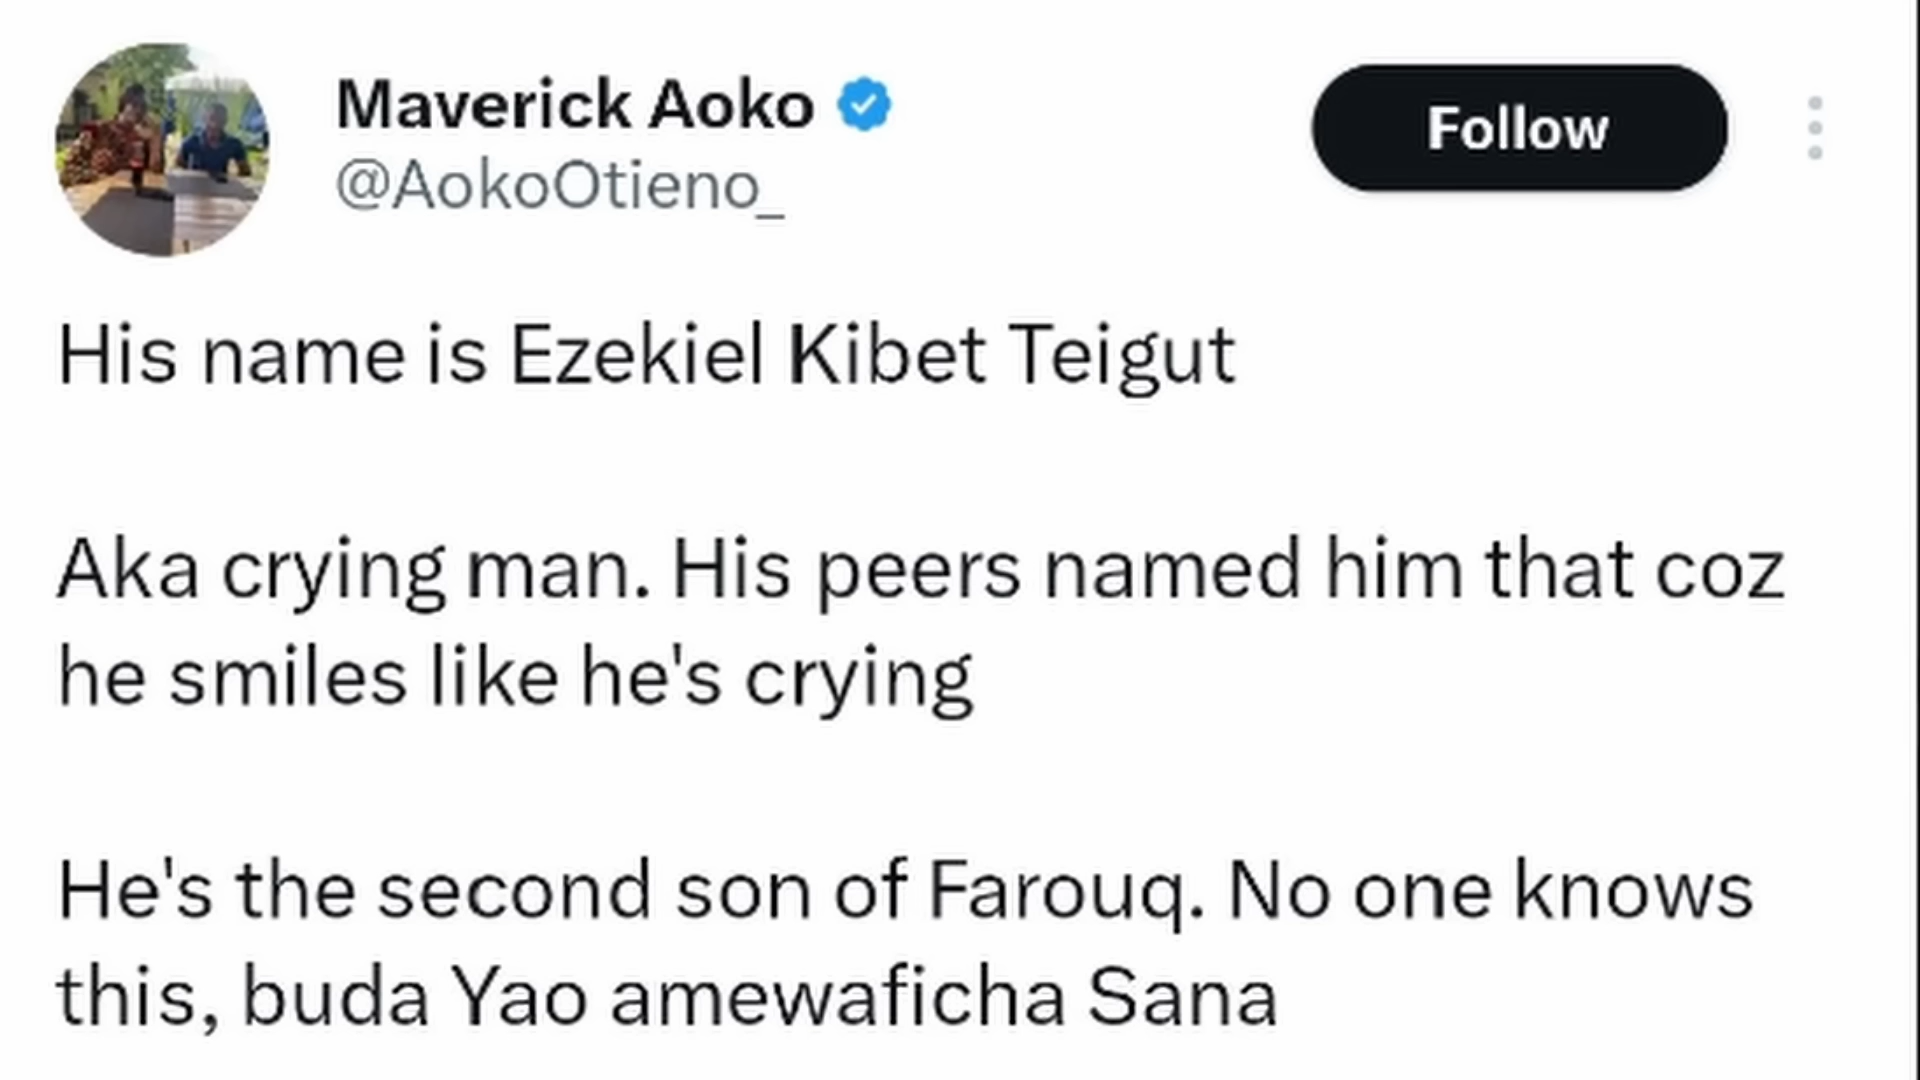 Maverick Aoko
Follow
@AokoOtieno_
His name is Ezekiel Kibet Teigut
Aka crying man. His peers named him that coz
he smiles like he's crying
He's the second son of Farouq. No one knows
this, buda Yao amewaficha Sana